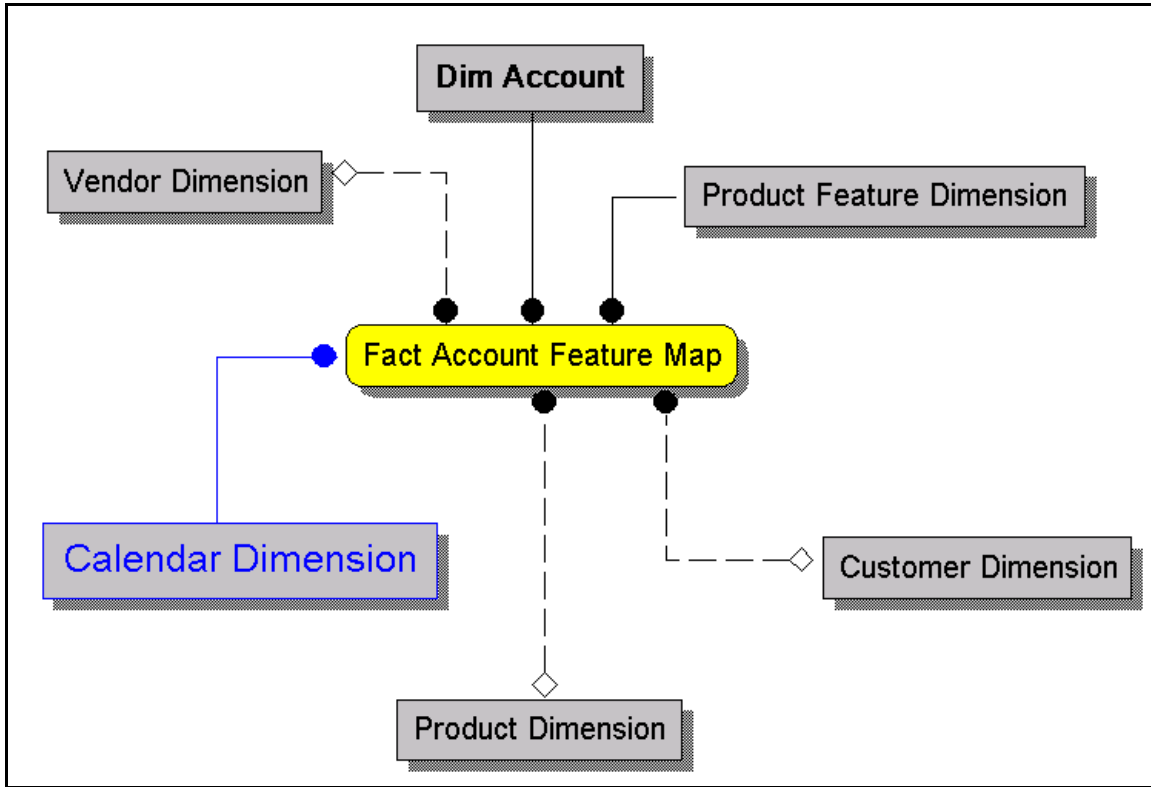 Dim Account
Vendor Dimension
Product Feature Dimension
Fact Account Feature Map
Calendar Dimension
Customer Dimension
Product Dimension